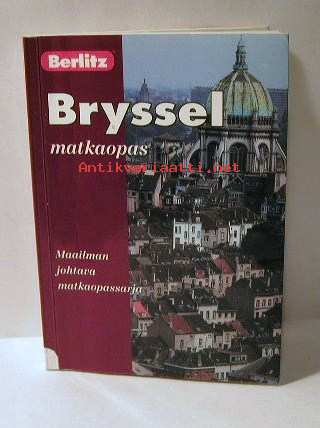 Berlitz
Bryssel
matkaopas
Antikvariaatti.net
Maailman
johtava
matkaopassarja